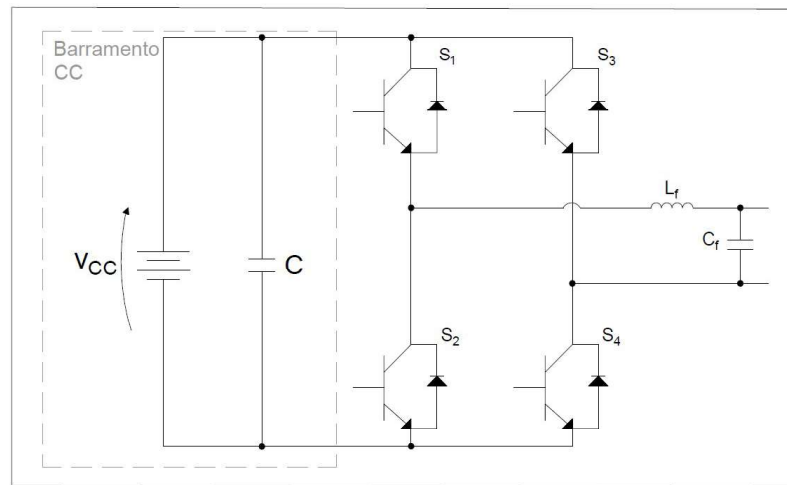 Barramento
CC
S1
S3
Lf
Cf
VCC
C
S2
S4